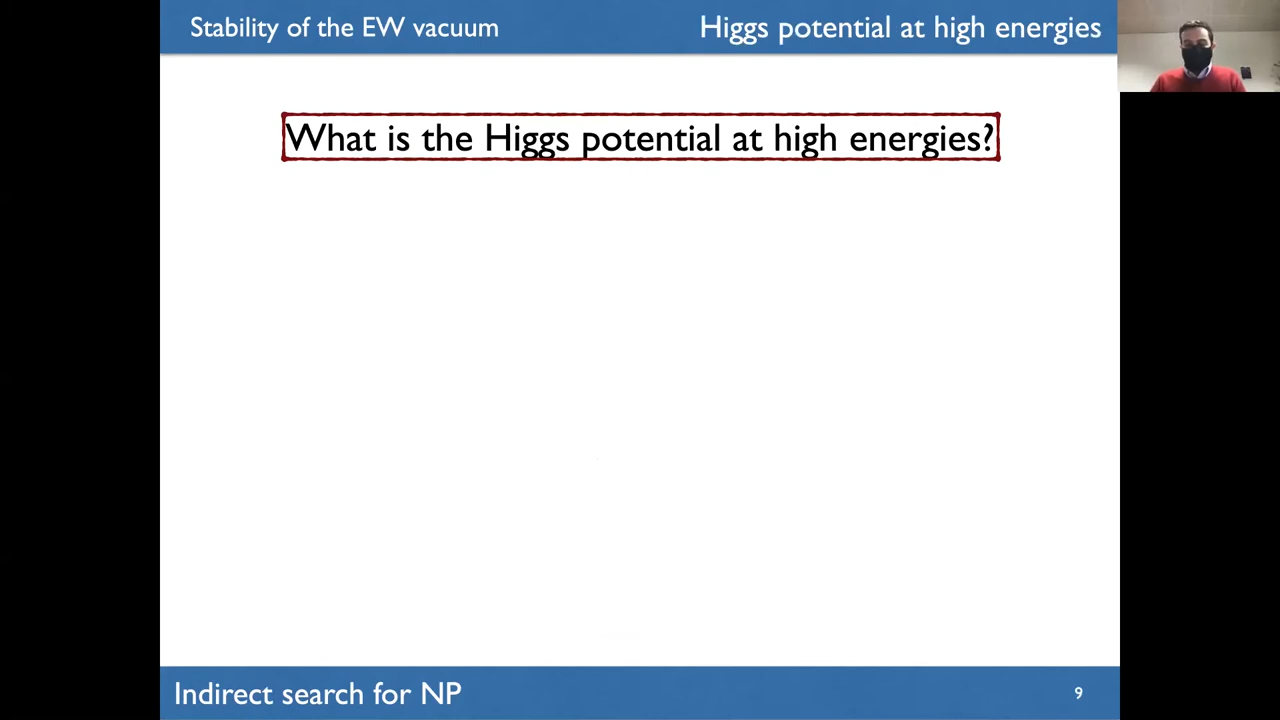 Stability of the EW vacuum
Higgs potential at high energies
What is the Higgs potential at high energies?
Indirect search for NP
9